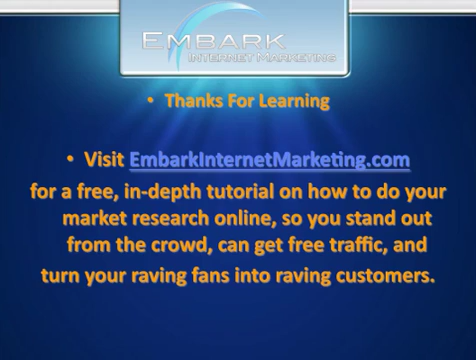 EMBARK
INTERNET MARKETING
• Thanks For Learning
• Visit EmbarkInternetMarketing.com
for a free, in-depth tutorial on how to do your
market research online, so you stand out
from the crowd, can get free traffic, and
turn your raving fans into raving customers.